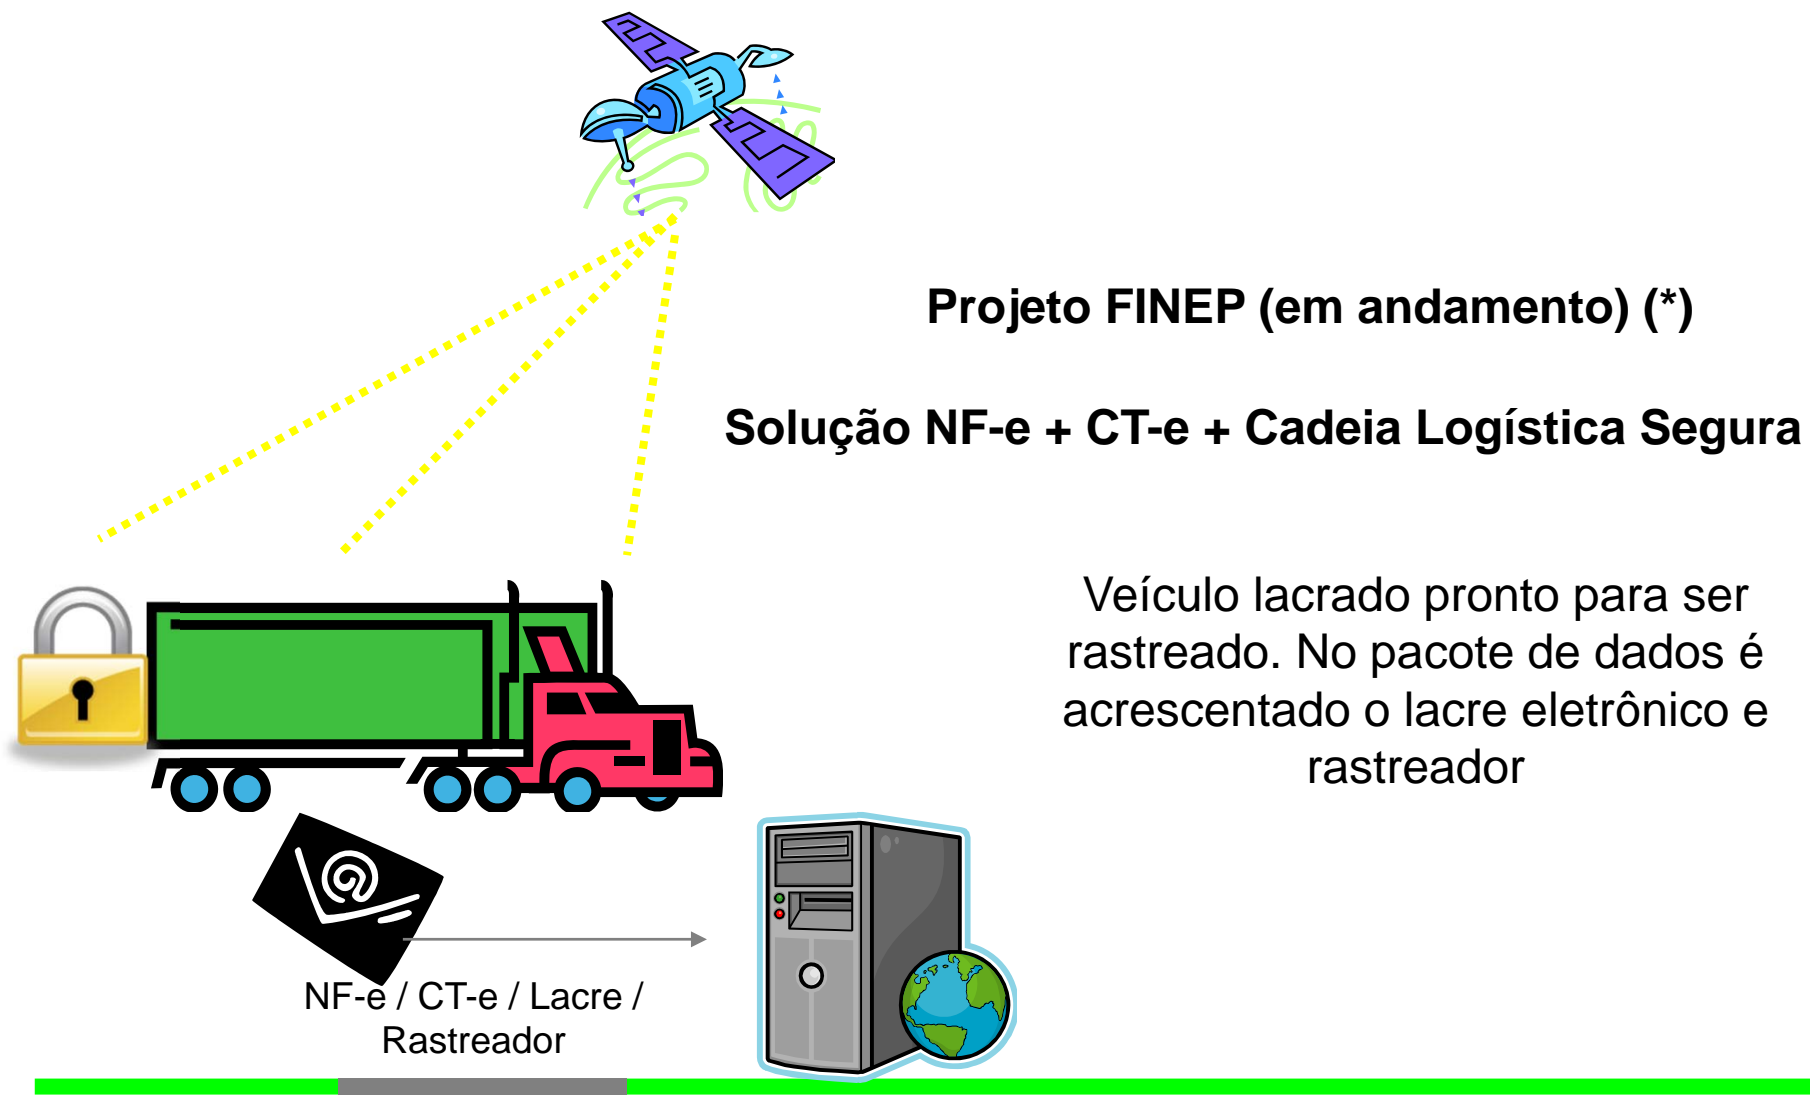 Projeto FINEP (em andamento) (*)
Solução NF-e + CT-e + Cadeia Logística Segura
Veículo lacrado pronto para ser
rastreado. No pacote de dados é
acrescentado o lacre eletrônico e
rastreador
NF-e / CT-e / Lacre /
Rastreador